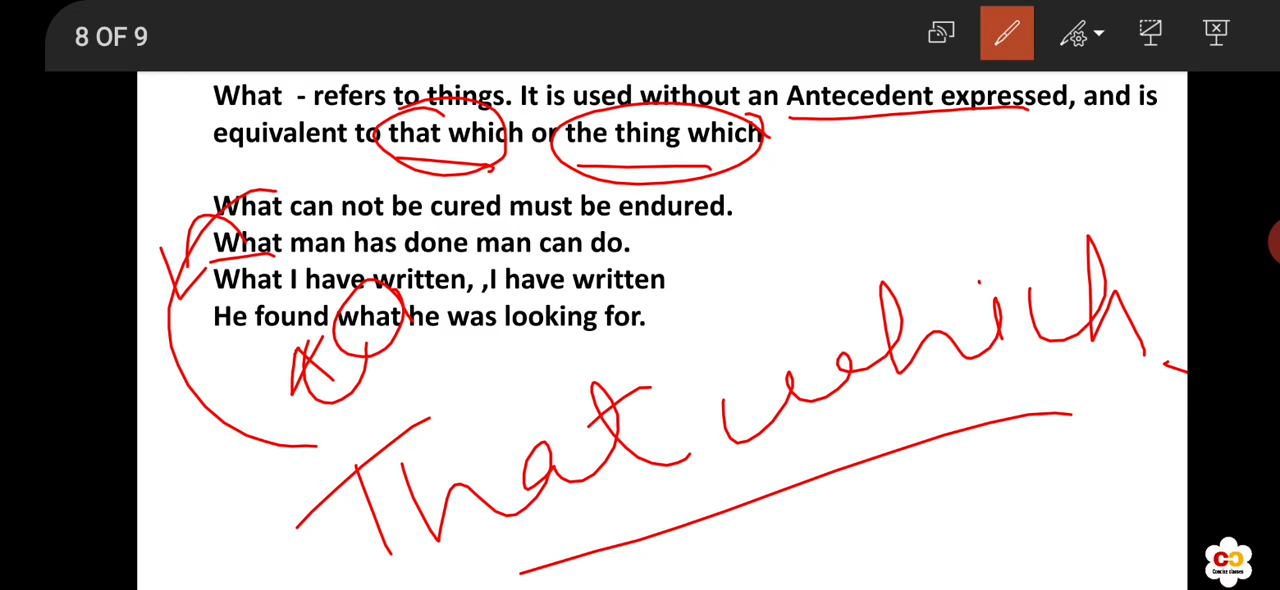 8 OF 9
What - refers to things. It is used without an Antecedent expressed, and is
equivalent to that which or the thing which
What can not be cured must be endured.
What man has done man can do.
What I have written, ,I have written
He found what he was looking for.
That which
Concise classes